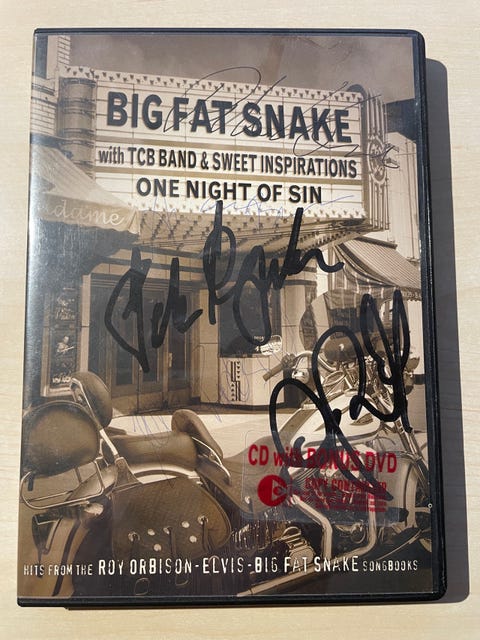 BIG FAT SNAKE
with TCB BAND & SWEET INSPIRATIONS
ONE NIGHT OF SIN
adame
CD with BONUS DVD
HITS FROM THE ROY ORBISON-ELVIS-BIG FAT SNAKE SONGBOOKS